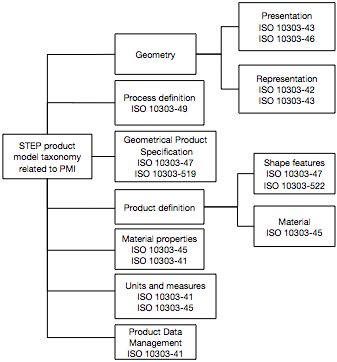 STEP product
model taxonomy
related to PMI
Geometry
Presentation
ISO 10303-43
ISO 10303-46
Representation
ISO 10303-42
ISO 10303-43
Process definition
ISO 10303-49
Geometrical Product
Specification
ISO 10303-47
ISO 10303-519
Product definition
Shape features
ISO 10303-47
ISO 10303-522
Material
ISO 10303-45
Material properties
ISO 10303-45
ISO 10303-41
Units and measures
ISO 10303-41
ISO 10303-45
Product Data
Management
ISO 10303-41